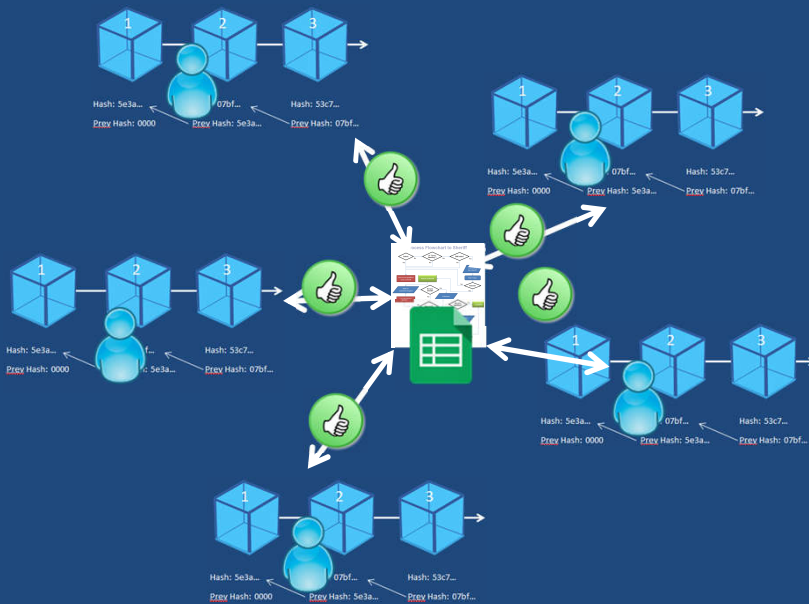 1 2 3
Hash: 5e3a... 07bf... Hash: 53c7...
Prev Hash: 0000 Prev Hash: 5e3a... Prev Hash: 07bf...
1 2 3
Hash: 5e3a... 07bf... Hash: 53c7...
Prev Hash: 0000 Prev Hash: 5e3a... Prev Hash: 07bf...
1 2 3
Hash: 5e3a... Hash: 53c7...
Prev Hash: 0000 5e3a... Prev Hash: 07bf...
1 2 3
Hash: 5e3a... 07bf... Hash: 53c7...
Prev Hash: 0000 Prev Hash: 5e3a... Prev Hash: 07bf...
1 2 3
Hash: 5e3a... 07bf... Hash: 53c7...
Prev Hash: 0000 Prev Hash: 5e3a... Prev Hash: 07bf...